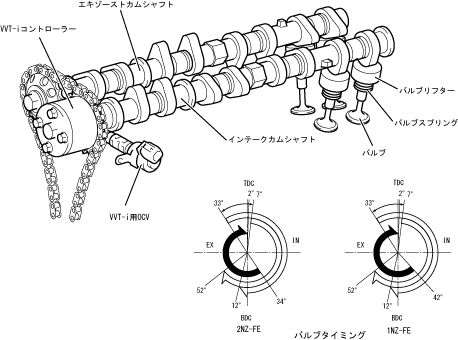 エキゾーストカムシャフト
VVT-iコントローラー
バルブリフター
バルブスプリング
インテークカムシャフト
バルブ
VVT-i用OCV
TDC
2° 7°
33°
EX
IN
52°
12°
34°
BDC
2NZ-FE
TDC
2° 7°
33°
EX
IN
52°
12°
42°
BDC
1NZ-FE
バルブタイミング